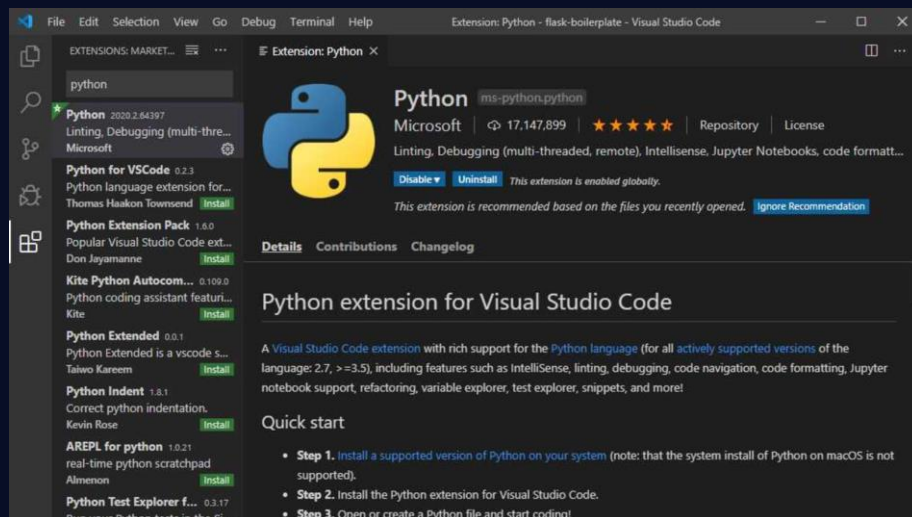 File Edit Selection View Go Debug Terminal Help
Extension: Python - flask-boilerplate - Visual Studio Code
EXTENSIONS: MARKET...
python
Python 2020.2.64397
Linting, Debugging (multi-thre...
Microsoft
Python for VSCode 0.2.3
Python language extension for...
Thomas Haakon Townsend Install
Python Extension Pack 1.6.0
Popular Visual Studio Code ext...
Don Jayamanne Install
Kite Python Autocom... 0.109.0
Python coding assistant featuri...
Kite Install
Python Extended 0.0.1
Python Extended is a vscode s...
Taiwo Kareem Install
Python Indent 1.8.1
Correct python indentation.
Kevin Rose Install
AREPL for python 1.0.21
real-time python scratchpad
Almenon Install
Python Test Explorer f... 0.3.17
Extension: Python
Python ms-python.python
Microsoft 17,147,899 Repository License
Linting, Debugging (multi-threaded, remote), Intellisense, Jupyter Notebooks, code formatt...
Disable Uninstall This extension is enabled globally.
This extension is recommended based on the files you recently opened. Ignore Recommendation
Details Contributions Changelog
Python extension for Visual Studio Code
A Visual Studio Code extension with rich support for the Python language (for all actively supported versions of the
language: 2.7, >=3.5), including features such as IntelliSense, linting, debugging, code navigation, code formatting, Jupyter
notebook support, refactoring, variable explorer, test explorer, snippets, and more!
Quick start
• Step 1. Install a supported version of Python on your system (note: that the system install of Python on macOS is not
supported).
• Step 2. Install the Python extension for Visual Studio Code.
• Step 3. Open or create a Python file and start coding!